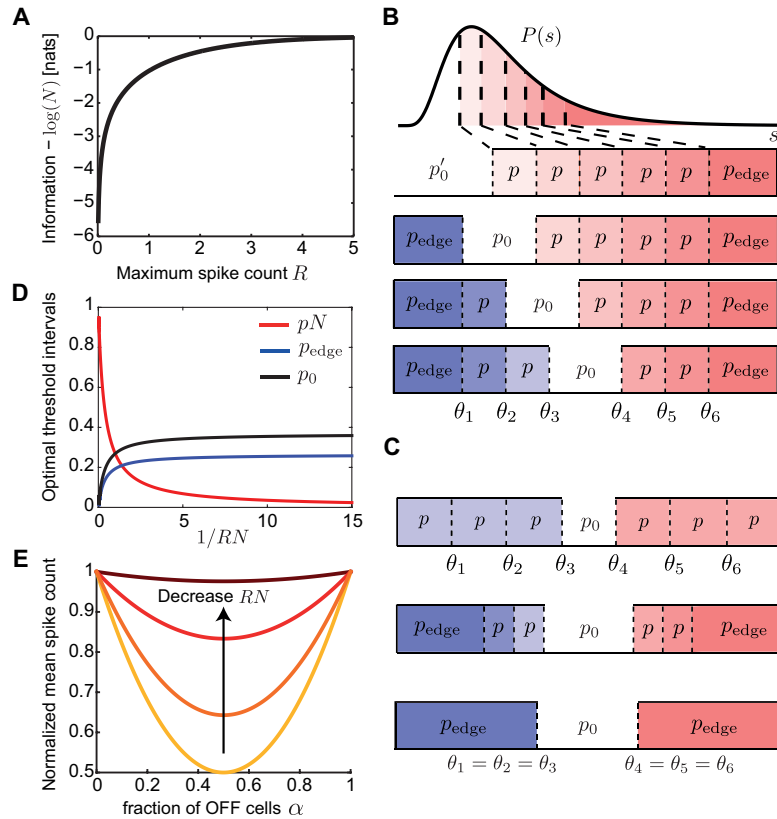 A
Information − log(N) [nats]
0
−1
−2
−3
−4
−5
−6
0 1 2 3 4 5
Maximum spike count R
B
P(s)
s
p′0 p p p p p pedge
pedge p0 p p p p pedge
pedge p p0 p p p pedge
pedge p p p0 p p pedge
θ1 θ2 θ3 θ4 θ5 θ6
C
p p p p0 p p p
θ1 θ2 θ3 θ4 θ5 θ6
pedge p p p0 p p pedge
pedge p0 pedge
θ1 = θ2 = θ3 θ4 = θ5 = θ6
D
Optimal threshold intervals
1
0.8
0.6
0.4
0.2
0
0 5 10 15
1/RN
pN
pedge
p0
E
Normalized mean spike count
1
0.9
0.8
0.7
0.6
0.5
0 0.2 0.4 0.6 0.8 1
fraction of OFF cells α
Decrease RN